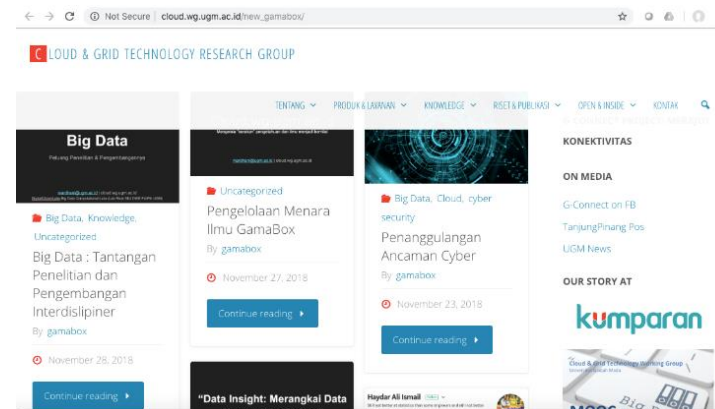 Not Secure | cloud.wg.ugm.ac.id/new_gamabox/
CLOUD & GRID TECHNOLOGY RESEARCH GROUP
TENTANG
PRODUK & LAYANAN
KNOWLEDGE
RISET & PUBLIKASI
OPEN & INSIDE
KONTAK
Big Data
Peluang Penelitian & Pengembangannya
Big Data, Knowledge,
Uncategorized
Big Data : Tantangan
Penelitian dan
Pengembangan
Interdislipiner
By gamabox
November 28, 2018
Continue reading
Uncategorized
Pengelolaan Menara
Ilmu GamaBox
By gamabox
November 27, 2018
Continue reading
"Data Insight: Merangkai Data
Big Data, Cloud, cyber
security
Penanggulangan
Ancaman Cyber
By gamabox
November 23, 2018
Continue reading
Haydar Ali Ismail
KONEKTIVITAS
ON MEDIA
G-Connect on FB
TanjungPinang Pos
UGM News
OUR STORY AT
kumparan
Cloud & Grid Technology Working Group
Big